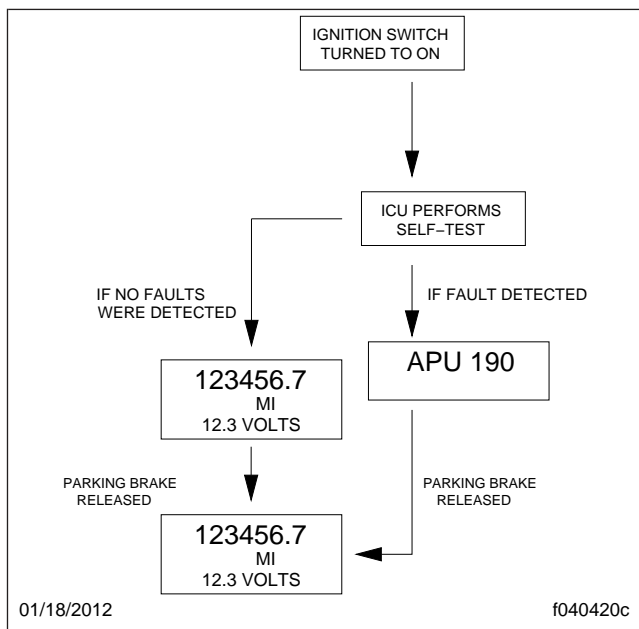 IGNITION SWITCH
TURNED TO ON
ICU PERFORMS
SELF–TEST
IF NO FAULTS
WERE DETECTED
IF FAULT DETECTED
123456.7
MI
12.3 VOLTS
APU 190
PARKING BRAKE
RELEASED
PARKING BRAKE
RELEASED
123456.7
MI
12.3 VOLTS
01/18/2012
f040420c